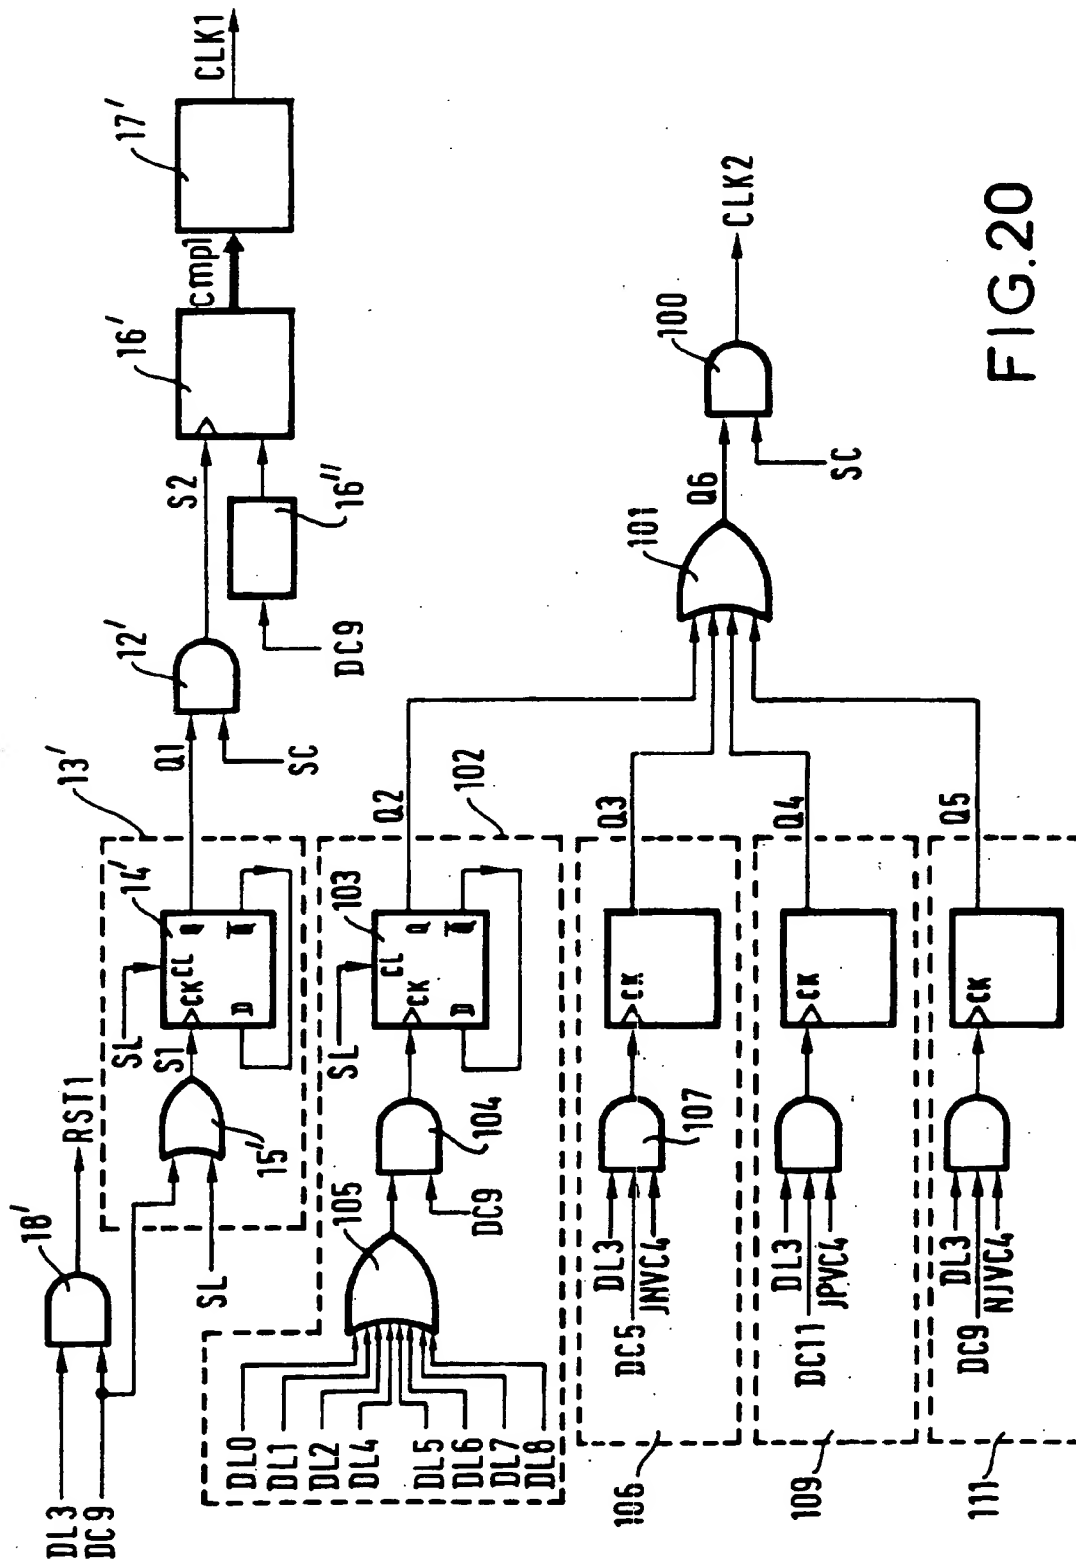 DL3
DC9
18'
RST1
SL
15'
S1
SL
13'
14'
CK
CL
Q
D
Q
Q1
SC
12'
S2
DC9
16''
16'
cmp1
17'
CLK1
DL0
DL1
DL2
DL4
DL5
DL6
DL7
DL8
105
DC9
104
SL
103
CK
CL
Q
D
Q
Q2
102
DL3
DC5
JNVC4
107
CK
Q3
106
DL3
DC11
JPVC4
CK
Q4
109
DL3
DC9
NJVC4
CK
Q5
111
101
Q6
SC
100
CLK2
FIG.20